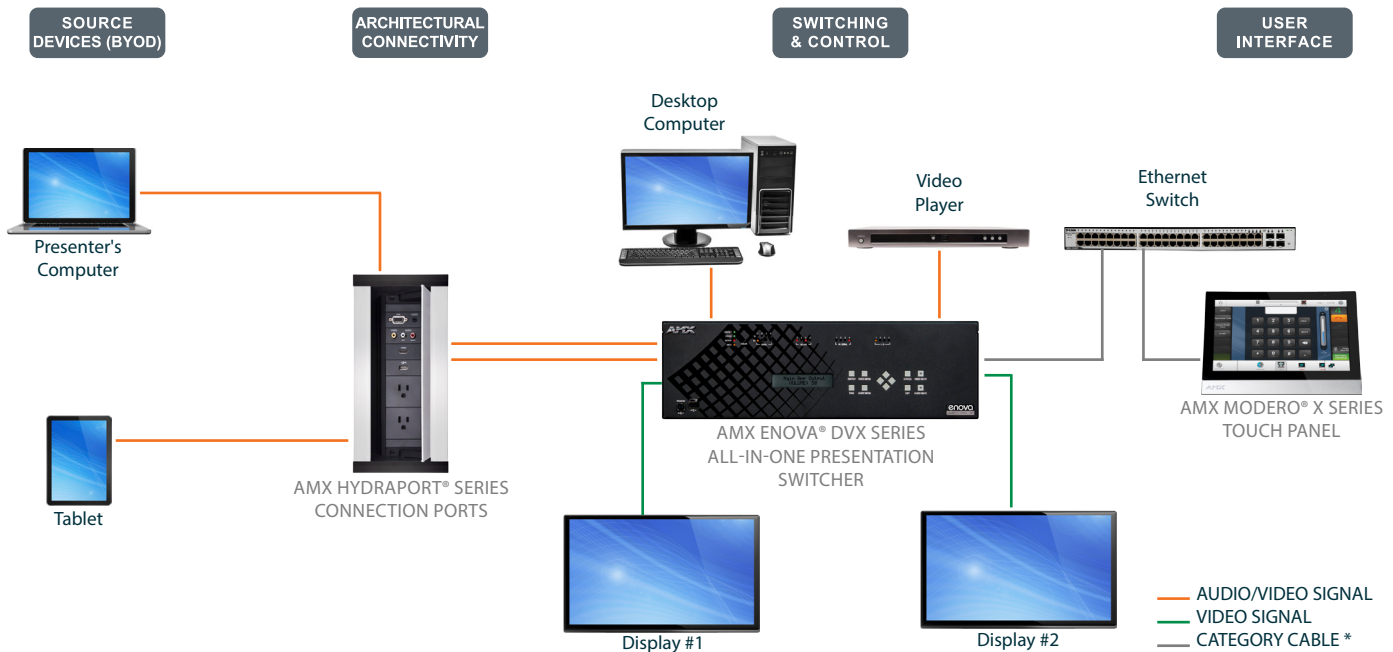 SOURCE
DEVICES (BYOD)
ARCHITECTURAL
CONNECTIVITY
SWITCHING
& CONTROL
USER
INTERFACE
Desktop
Computer
Video
Player
Ethernet
Switch
Presenter's
Computer
AMX
enova
AMX
AMX MODERO® X SERIES
TOUCH PANEL
AMX ENOVA® DVX SERIES
ALL-IN-ONE PRESENTATION
SWITCHER
AMX HYDRAPORT® SERIES
CONNECTION PORTS
Tablet
Display #1
Display #2
AUDIO/VIDEO SIGNAL
VIDEO SIGNAL
CATEGORY CABLE *